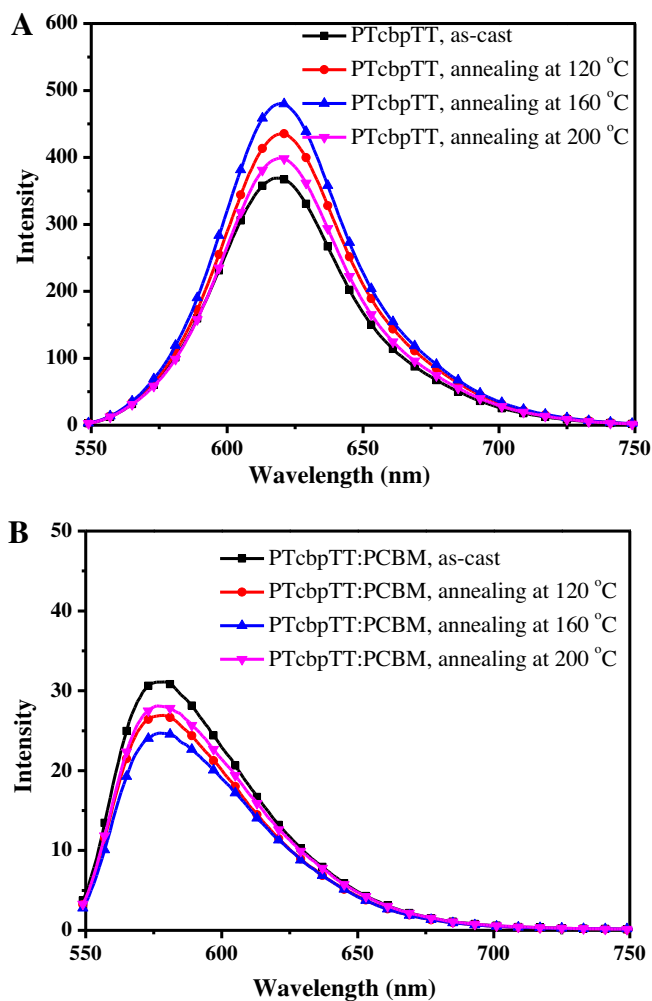 A
PTcbpTT, as-cast
PTcbpTT, annealing at 120 °C
PTcbpTT, annealing at 160 °C
PTcbpTT, annealing at 200 °C
600
500
400
300
200
100
0
Intensity
550 600 650 700 750
Wavelength (nm)
B
PTcbpTT:PCBM, as-cast
PTcbpTT:PCBM, annealing at 120 °C
PTcbpTT:PCBM, annealing at 160 °C
PTcbpTT:PCBM, annealing at 200 °C
50
40
30
20
10
0
Intensity
550 600 650 700 750
Wavelength (nm)